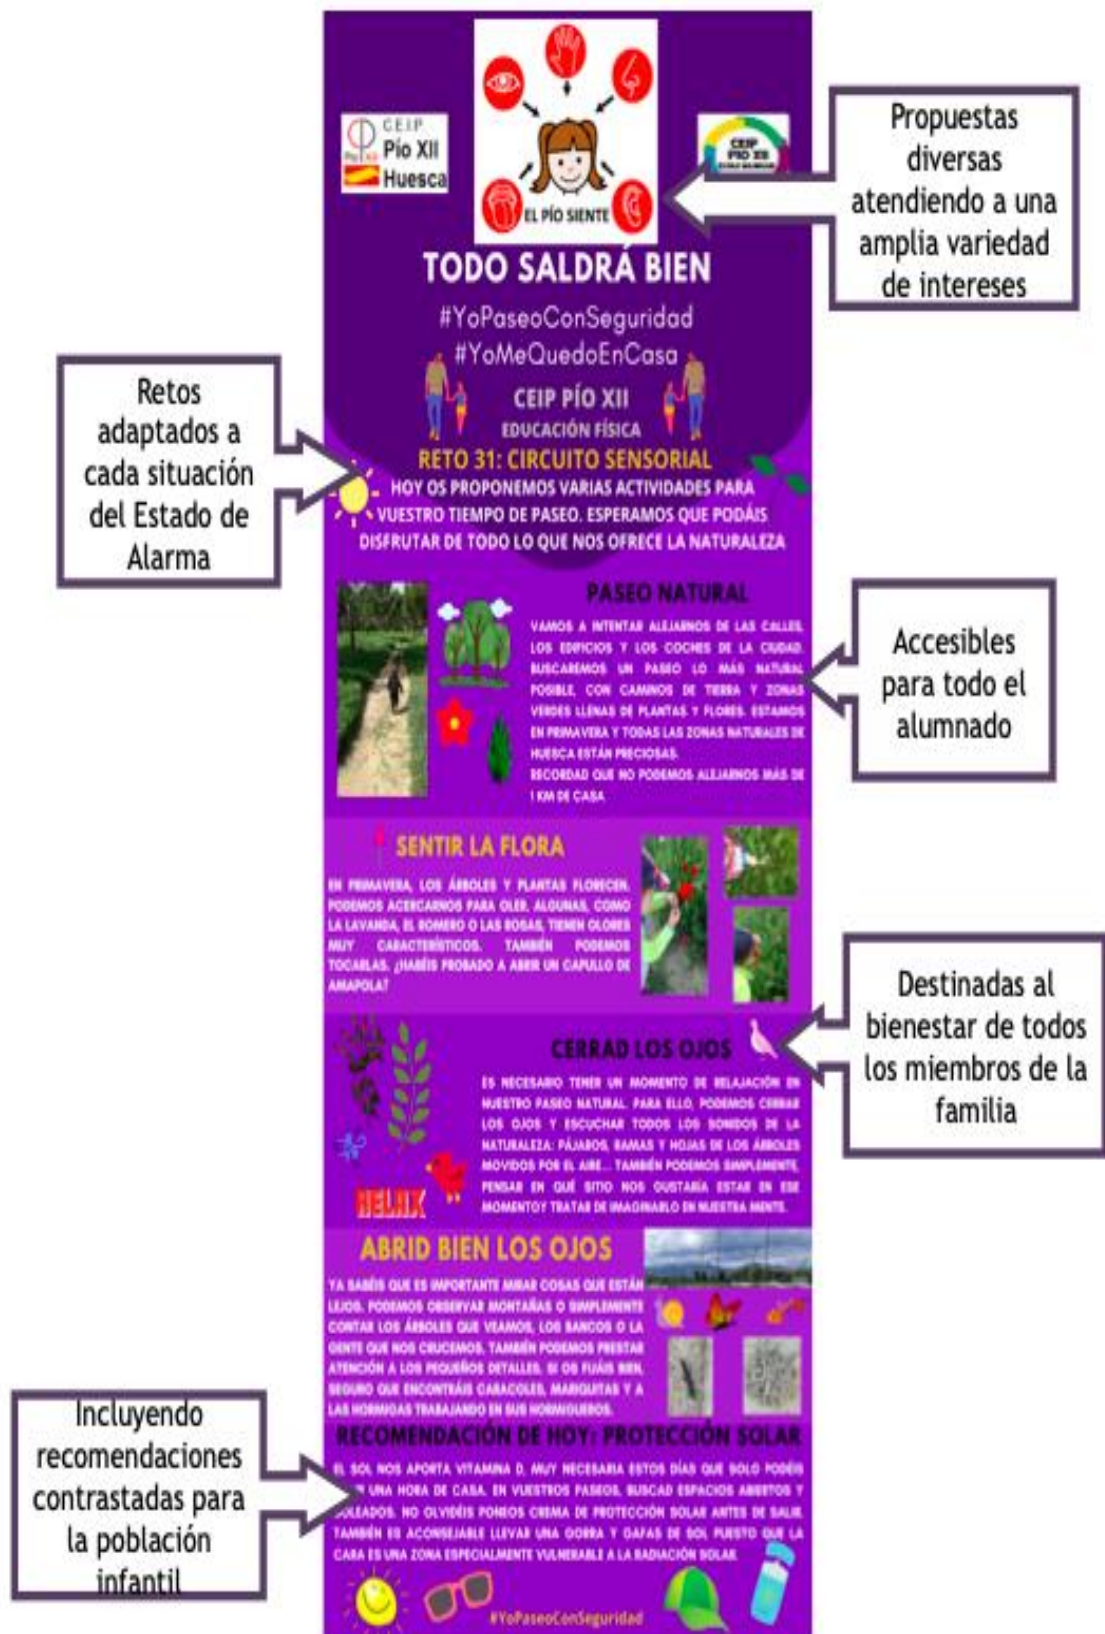 C.E.I.P
Pío XII
Huesca
CEIP
PÍO XII
EL PÍO SIENTE
TODO SALDRÁ BIEN
#YoPaseoConSeguridad
#YoMeQuedoEnCasa
CEIP PÍO XII
EDUCACIÓN FÍSICA
RETO 31: CIRCUITO SENSORIAL
HOY OS PROPONEMOS VARIAS ACTIVIDADES PARA
VUESTRO TIEMPO DE PASEO. ESPERAMOS QUE PODÁIS
DISFRUTAR DE TODO LO QUE NOS OFRECE LA NATURALEZA
Propuestas
diversas
atendiendo a una
amplia variedad
de intereses
Retos
adaptados a
cada situación
del Estado de
Alarma
PASEO NATURAL
VAMOS A INTENTAR ALEJARNOS DE LAS CALLES,
LOS EDIFICIOS Y LOS COCHES DE LA CIUDAD.
BUSCAREMOS UN PASEO LO MÁS NATURAL
POSIBLE, CON CAMINOS DE TIERRA Y ZONAS
VERDES LLENAS DE PLANTAS Y FLORES. ESTAMOS
EN PRIMAVERA Y TODAS LAS ZONAS NATURALES DE
HUESCA ESTÁN PRECIOSAS.
RECORDAD QUE NO PODEMOS ALEJARNOS MÁS DE
1 KM DE CASA
Accesibles
para todo el
alumnado
SENTIR LA FLORA
EN PRIMAVERA, LOS ÁRBOLES Y PLANTAS FLORECEN.
PODEMOS ACERCARNOS PARA OLER. ALGUNAS, COMO
LA LAVANDA, EL ROMERO O LAS ROSAS, TIENEN OLORES
MUY CARACTERÍSTICOS. TAMBIÉN PODEMOS
TOCARLAS. ¿HABÉIS PROBADO A ABRIR UN CAPULLO DE
AMAPOLA?
CERRAD LOS OJOS
ES NECESARIO TENER UN MOMENTO DE RELAJACIÓN EN
NUESTRO PASEO NATURAL. PARA ELLO, PODEMOS CERRAR
LOS OJOS Y ESCUCHAR TODOS LOS SONIDOS DE LA
NATURALEZA: PÁJAROS, RAMAS Y HOJAS DE LOS ÁRBOLES
MOVIDOS POR EL AIRE... TAMBIÉN PODEMOS SIMPLEMENTE,
PENSAR EN QUÉ SITIO NOS GUSTARÍA ESTAR EN ESE
MOMENTOY TRATAR DE IMAGINARLO EN NUESTRA MENTE.
RELAX
Destinadas al
bienestar de todos
los miembros de la
familia
ABRID BIEN LOS OJOS
YA SABÉIS QUE ES IMPORTANTE MIRAR COSAS QUE ESTÁN
LEJOS. PODEMOS OBSERVAR MONTAÑAS O SIMPLEMENTE
CONTAR LOS ÁRBOLES QUE VEAMOS, LOS BANCOS O LA
GENTE QUE NOS CRUCEMOS. TAMBIÉN PODEMOS PRESTAR
ATENCIÓN A LOS PEQUEÑOS DETALLES. SI OS FIJÁIS BIEN,
SEGURO QUE ENCONTRÁIS CARACOLES, MARIQUITAS Y A
LAS HORMIGAS TRABAJANDO EN SUS HORMIGUEROS.
RECOMENDACIÓN DE HOY: PROTECCIÓN SOLAR
EL SOL NOS APORTA VITAMINA D, MUY NECESARIA ESTOS DÍAS QUE SOLO PODÉIS
UNA HORA DE CASA. EN VUESTROS PASEOS, BUSCAD ESPACIOS ABIERTOS Y
SOLEADOS. NO OLVIDÉIS PONEOS CREMA DE PROTECCIÓN SOLAR ANTES DE SALIR.
TAMBIÉN ES ACONSEJABLE LLEVAR UNA GORRA Y GAFAS DE SOL PUESTO QUE LA
CARA ES UNA ZONA ESPECIALMENTE VULNERABLE A LA RADIACIÓN SOLAR.
#YoPaseoConSeguridad
Incluyendo
recomendaciones
contrastadas para
la población
infantil